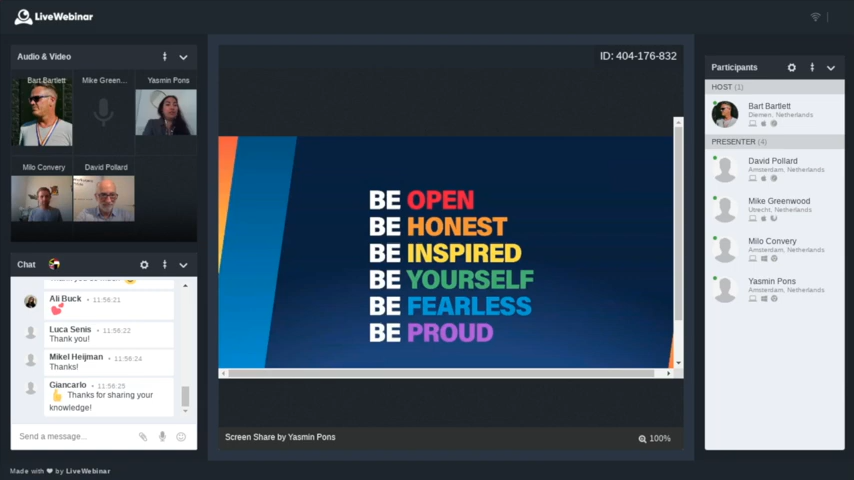 LiveWebinar
Audio & Video
Bart Bartlett
Mike Green...
Yasmin Pons
Milo Convery
David Pollard
Chat
Ali Buck • 11:56:21
Luca Senis • 11:56:22
Thank you!
Mikel Heijman • 11:56:24
Thanks!
Giancarlo • 11:56:25
Thanks for sharing your
knowledge!
Send a message...
Made with ❤ by LiveWebinar
ID: 404-176-832
BE OPEN
BE HONEST
BE INSPIRED
BE YOURSELF
BE FEARLESS
BE PROUD
Screen Share by Yasmin Pons
100%
Participants
HOST (1)
Bart Bartlett
Diemen, Netherlands
PRESENTER (4)
David Pollard
Amsterdam, Netherlands
Mike Greenwood
Utrecht, Netherlands
Milo Convery
Amsterdam, Netherlands
Yasmin Pons
Amsterdam, Netherlands